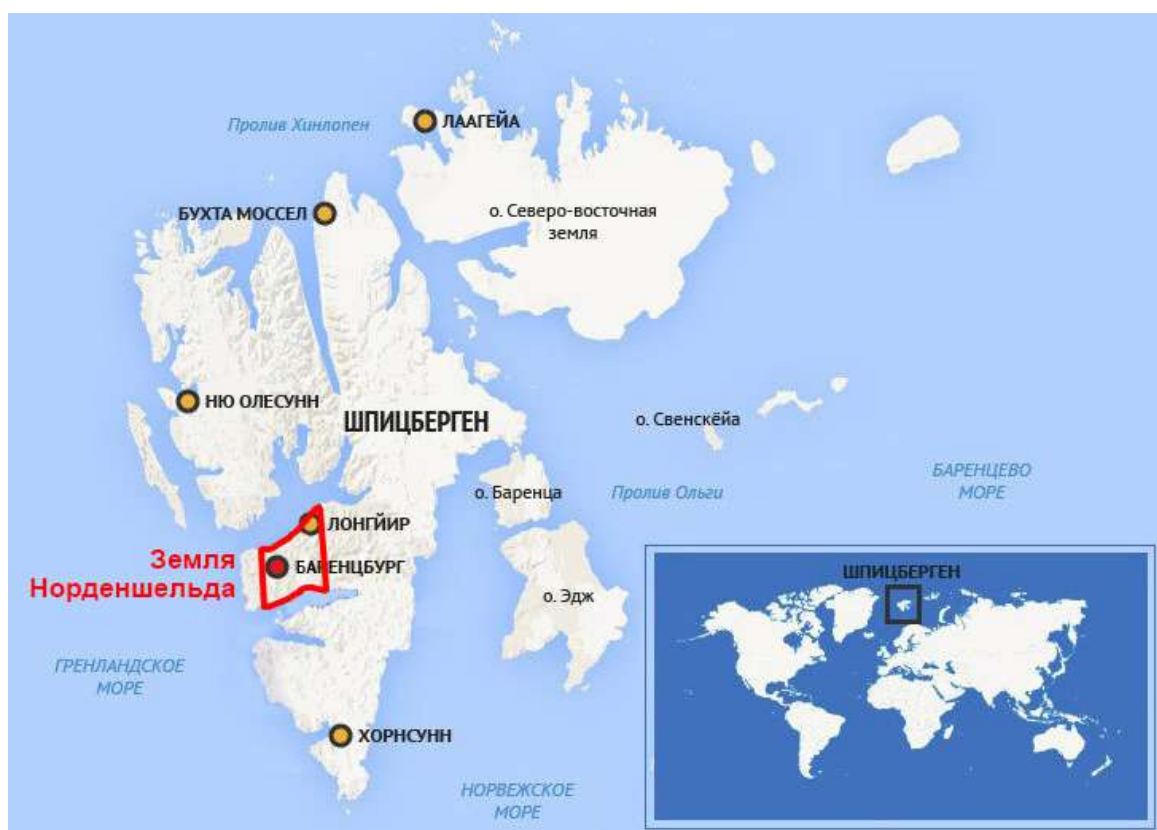 Пролив Хинлопен
ЛААГЕЙА
БУХТА МОССЕЛ
о. Северо-восточная
земля
НЮ ОЛЕСУНН
ШПИЦБЕРГЕН
о. Свенскёйа
БАРЕНЦЕВО
МОРЕ
о. Баренца
Пролив Ольги
ЛОНГЙИР
Земля
Норденшельда
БАРЕНЦБУРГ
о. Эдж
ШПИЦБЕРГЕН
ГРЕНЛАНДСКОЕ
МОРЕ
ХОРНСУНН
НОРВЕЖСКОЕ
МОРЕ